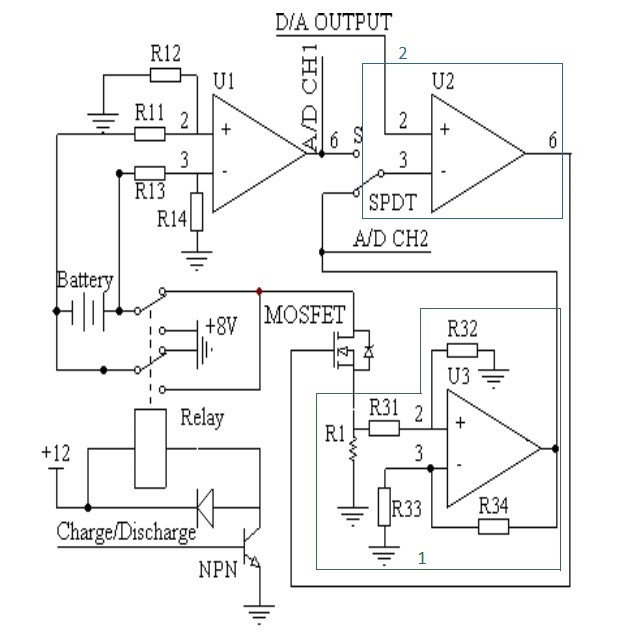 D/A OUTPUT
R12
U1
A/D CH1
2
U2
R11
2
+
6
S
2
+
6
R13
3
-
3
-
R14
SPDT
A/D CH2
Battery
+8V
MOSFET
R32
U3
R31
2
+
Relay
R1
3
-
+12
R33
R34
Charge/Discharge
NPN
1